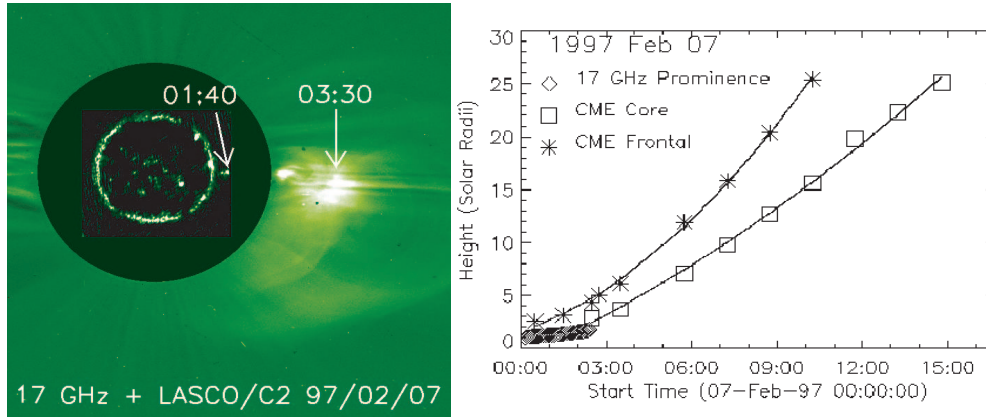 01:40 03:30
17 GHz + LASCO/C2 97/02/07
1997 Feb 07
17 GHz Prominence
CME Core
CME Frontal
Height (Solar Radii)
30
25
20
15
10
5
0
00:00 03:00 06:00 09:00 12:00 15:00
Start Time (07-Feb-97 00:00:00)